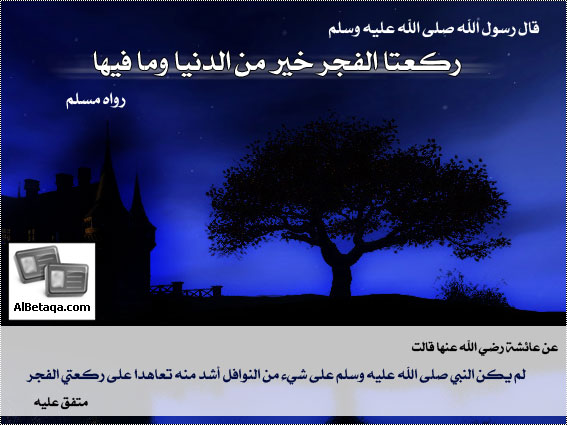 قال رسول الله صلى الله عليه وسلم
ركعتا الفجر خير من الدنيا وما فيها
رواه مسلم
AlBetaqa.com
عن عائشة رضي الله عنها قالت
لم يكن النبي صلى الله عليه وسلم على شيء من النوافل أشد منه تعاهدا على ركعتي الفجر
متفق عليه